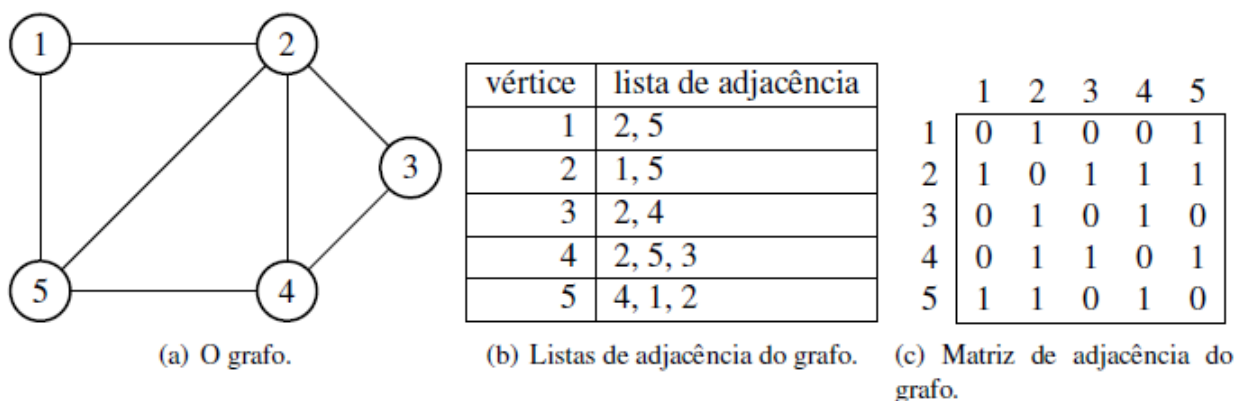 1
2
3
5
4
vértice lista de adjacência
1 2, 5
2 1, 5
3 2, 4
4 2, 5, 3
5 4, 1, 2
1 2 3 4 5
1 0 1 0 0 1
2 1 0 1 1 1
3 0 1 0 1 0
4 0 1 1 0 1
5 1 1 0 1 0
(a) O grafo.
(b) Listas de adjacência do grafo.
(c) Matriz de adjacência do
grafo.